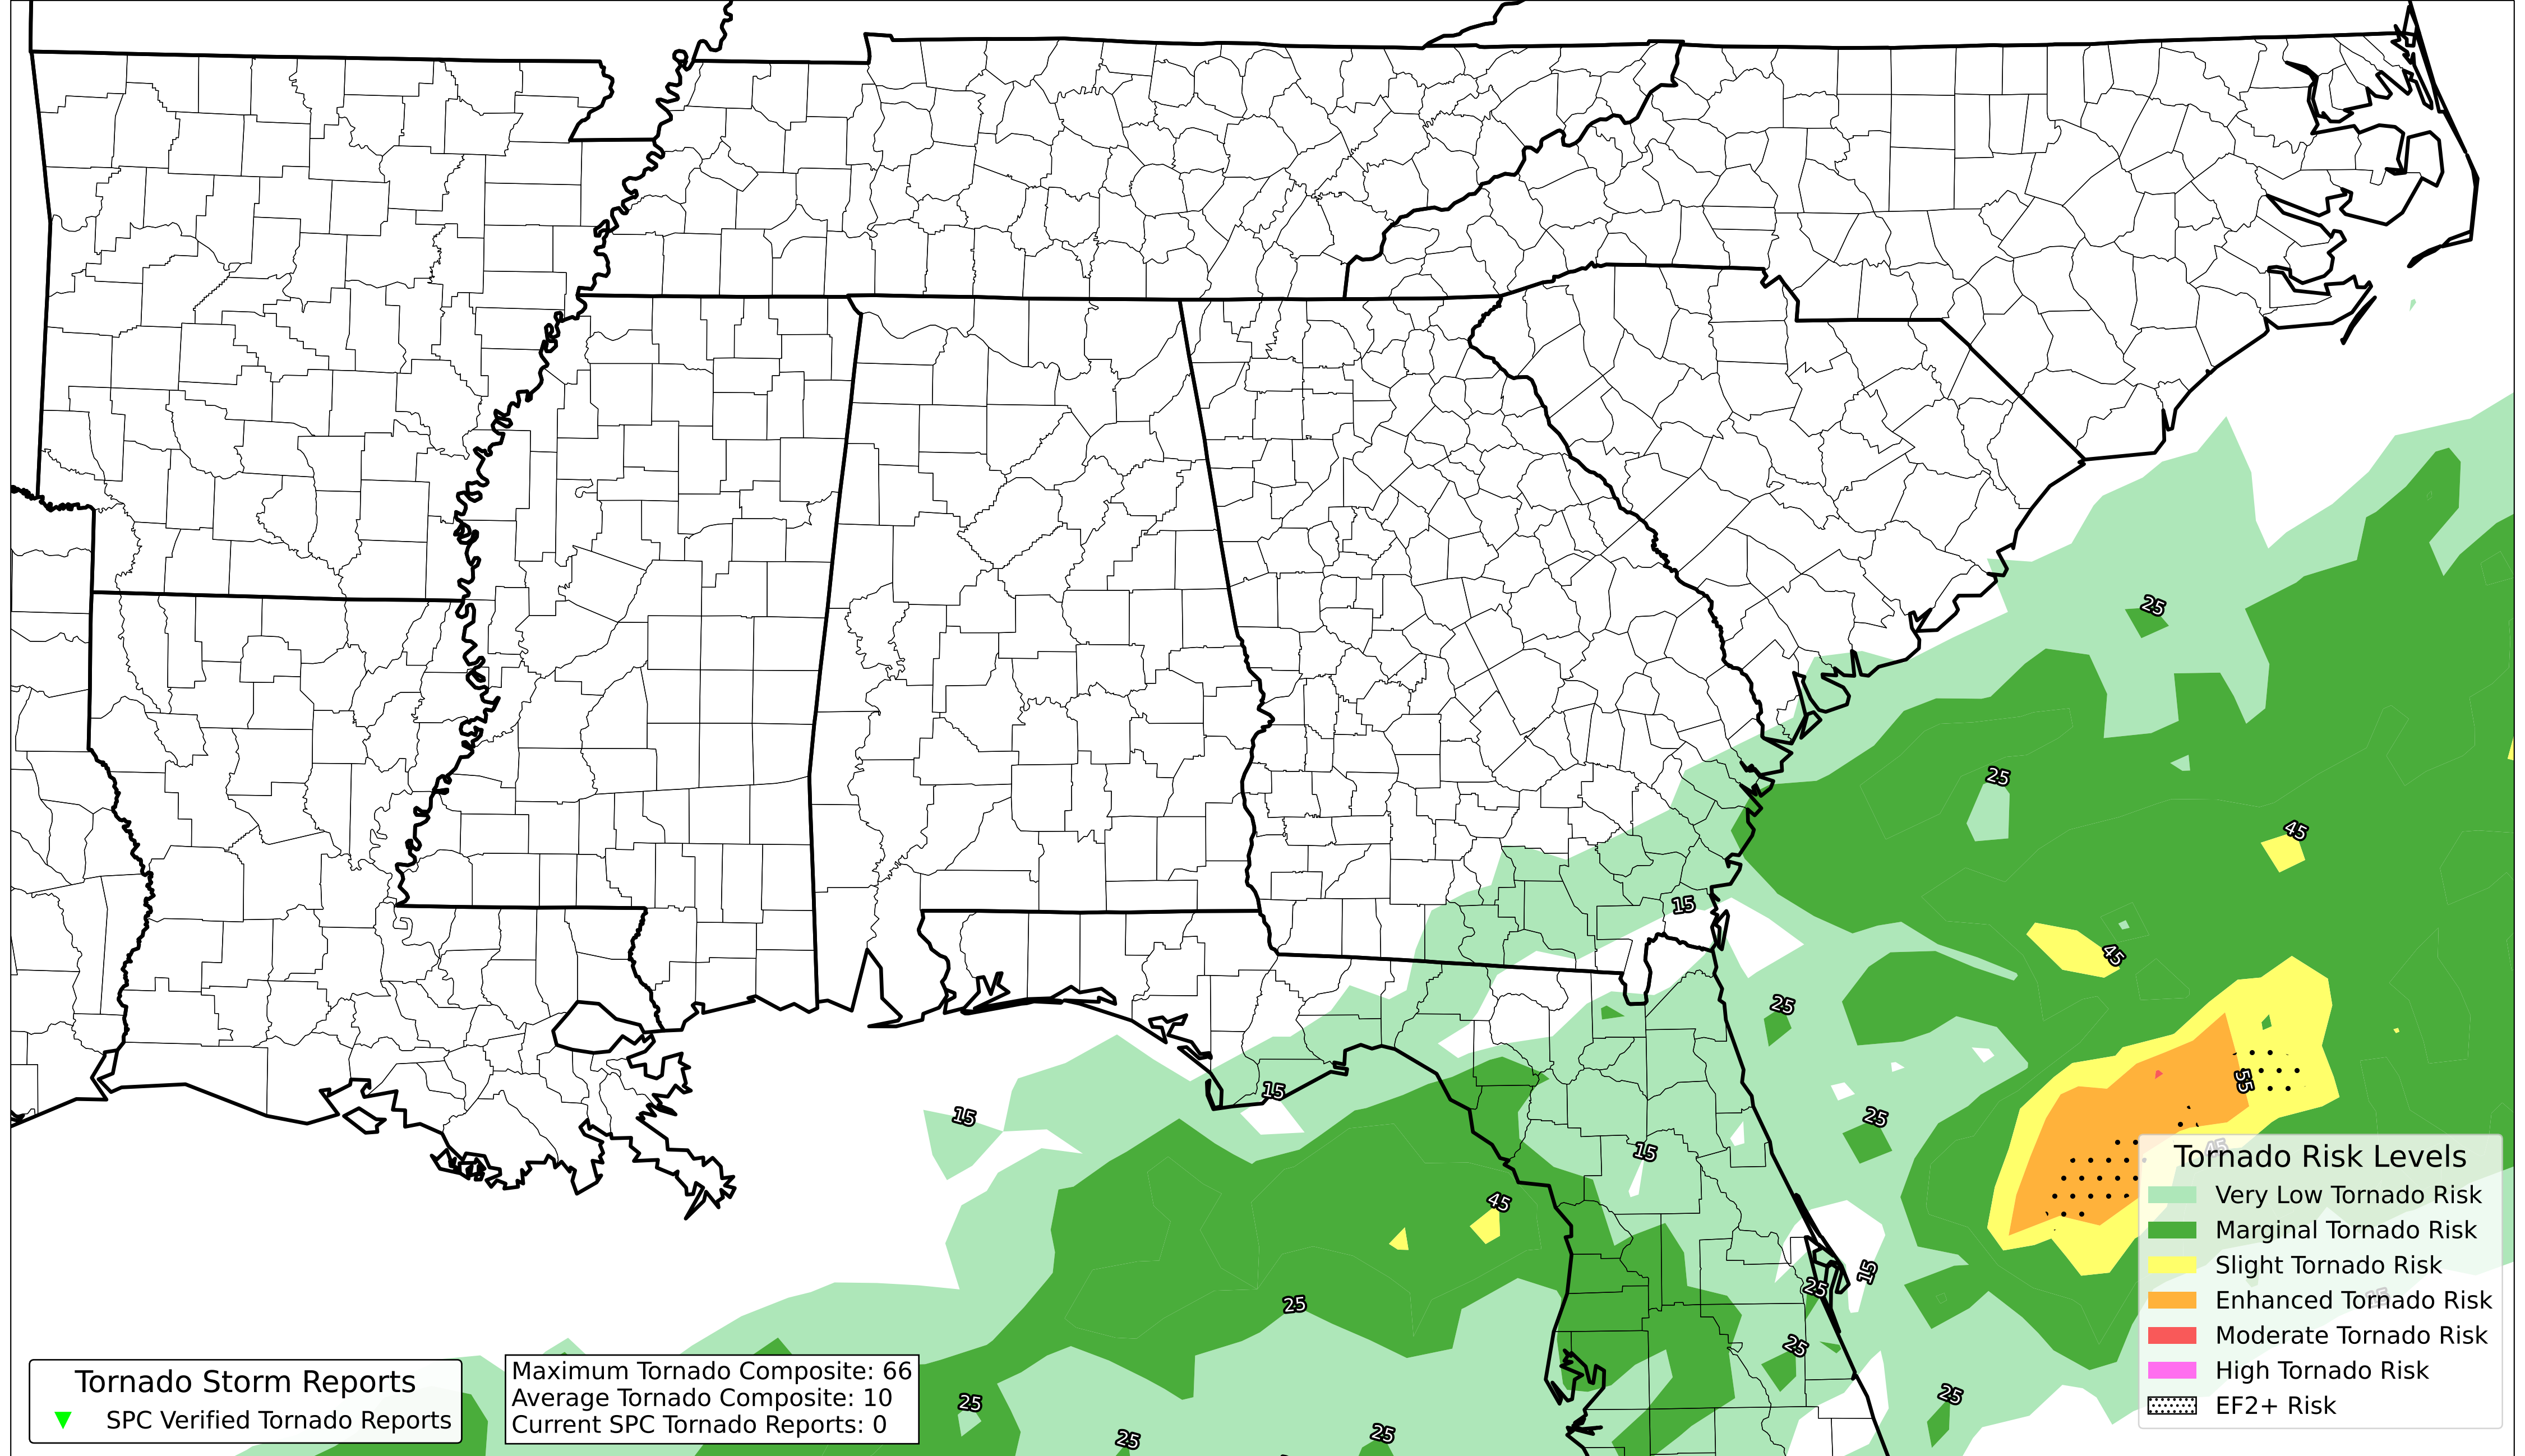 25
25
45
15
45
25
55
15
25
15
45
15
45
15
25
25
15
25
25
25
25
25
Tornado Risk Levels
Very Low Tornado Risk
Marginal Tornado Risk
Slight Tornado Risk
Enhanced Tornado Risk
Moderate Tornado Risk
High Tornado Risk
EF2+ Risk
Tornado Storm Reports
SPC Verified Tornado Reports
Maximum Tornado Composite: 66
Average Tornado Composite: 10
Current SPC Tornado Reports: 0